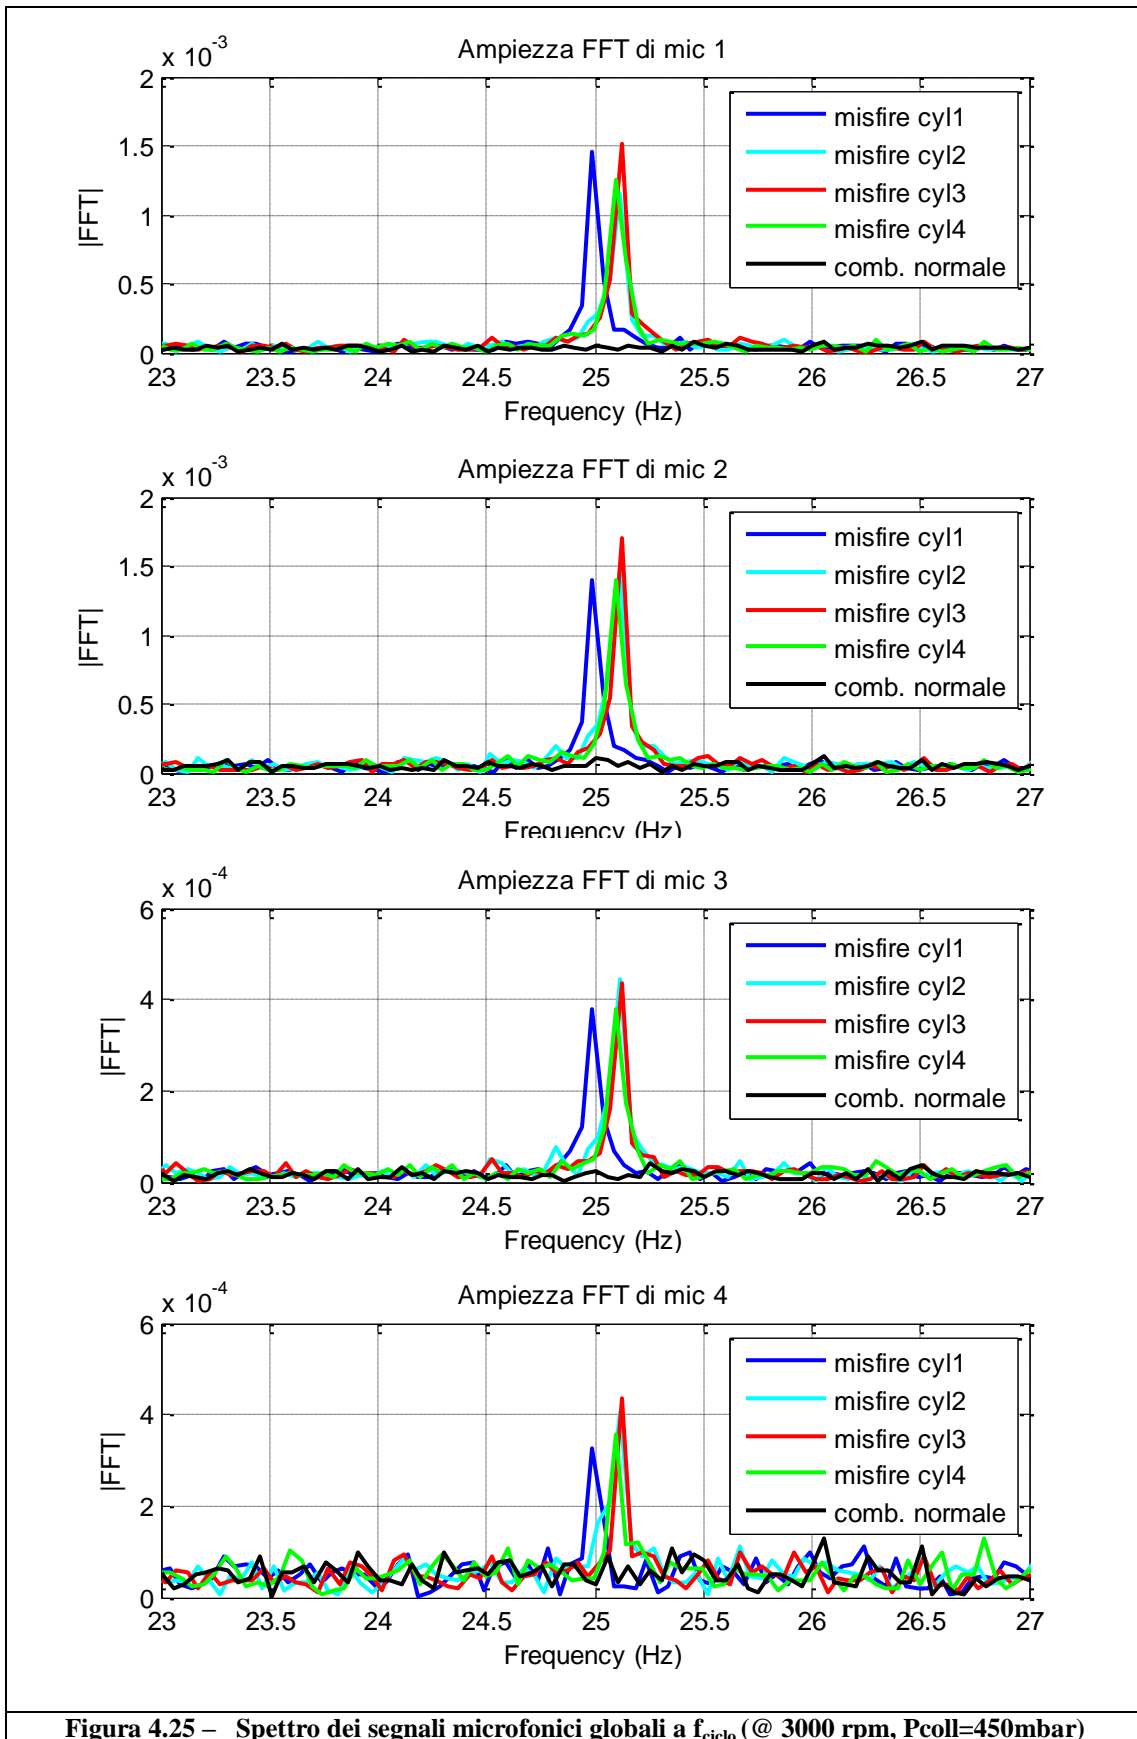 Ampiezza FFT di mic 1
x 10-3
2
1.5
1
0.5
0
|FFT|
23 23.5 24 24.5 25 25.5 26 26.5 27
Frequency (Hz)
misfire cyl1
misfire cyl2
misfire cyl3
misfire cyl4
comb. normale
Ampiezza FFT di mic 2
x 10-3
2
1.5
1
0.5
0
|FFT|
23 23.5 24 24.5 25 25.5 26 26.5 27
Frequency (Hz)
misfire cyl1
misfire cyl2
misfire cyl3
misfire cyl4
comb. normale
Ampiezza FFT di mic 3
x 10-4
6
4
2
0
|FFT|
23 23.5 24 24.5 25 25.5 26 26.5 27
Frequency (Hz)
misfire cyl1
misfire cyl2
misfire cyl3
misfire cyl4
comb. normale
Ampiezza FFT di mic 4
x 10-4
6
4
2
0
|FFT|
23 23.5 24 24.5 25 25.5 26 26.5 27
Frequency (Hz)
misfire cyl1
misfire cyl2
misfire cyl3
misfire cyl4
comb. normale
Figura 4.25 – Spettro dei segnali microfonici globali a fciclo (@ 3000 rpm, Pcoll=450mbar)